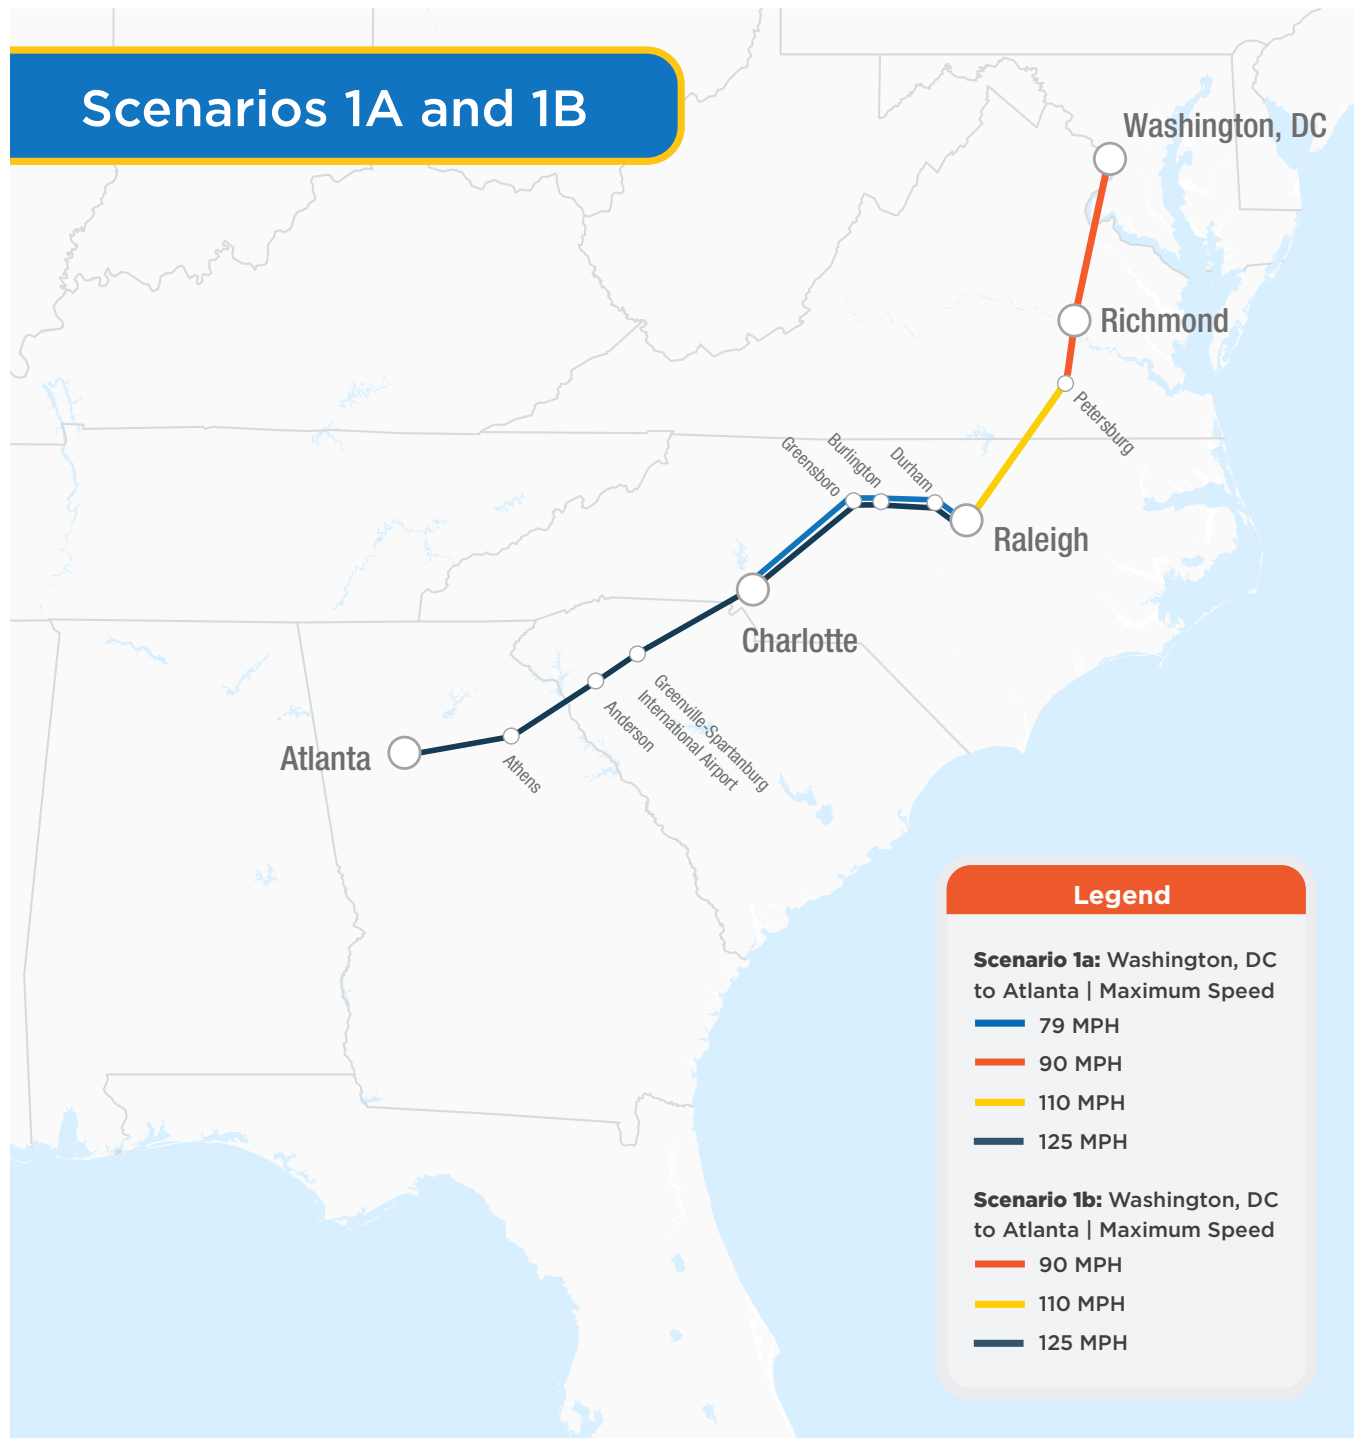 Scenarios 1A and 1B
Washington, DC
Richmond
Petersburg
Durham
Burlington
Greensboro
Raleigh
Charlotte
Greenville-Spartanburg
International Airport
Anderson
Athens
Atlanta
Legend
Scenario 1a: Washington, DC
to Atlanta | Maximum Speed
79 MPH
90 MPH
110 MPH
125 MPH
Scenario 1b: Washington, DC
to Atlanta | Maximum Speed
90 MPH
110 MPH
125 MPH